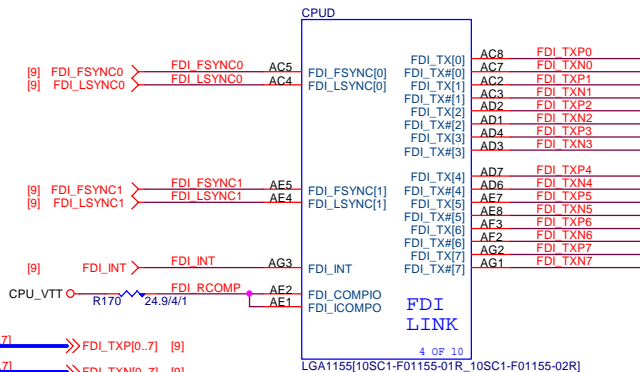 CPUD
[9] FDI_FSYNC0 FDI_FSYNC0 AC5 FDI_FSYNC[0]
[9] FDI_LSYNC0 FDI_LSYNC0 AC4 FDI_LSYNC[0]
FDI_TX[0] AC8 FDI_TXP0
FDI_TX#[0] AC7 FDI_TXN0
FDI_TX[1] AC2 FDI_TXP1
FDI_TX#[1] AC3 FDI_TXN1
FDI_TX[2] AD2 FDI_TXP2
FDI_TX#[2] AD1 FDI_TXN2
FDI_TX[3] AD4 FDI_TXP3
FDI_TX#[3] AD3 FDI_TXN3
[9] FDI_FSYNC1 FDI_FSYNC1 AE5 FDI_FSYNC[1]
[9] FDI_LSYNC1 FDI_LSYNC1 AE4 FDI_LSYNC[1]
FDI_TX[4] AD7 FDI_TXP4
FDI_TX#[4] AD6 FDI_TXN4
FDI_TX[5] AE7 FDI_TXP5
FDI_TX#[5] AE8 FDI_TXN5
FDI_TX[6] AF3 FDI_TXP6
FDI_TX#[6] AF2 FDI_TXN6
FDI_TX[7] AG2 FDI_TXP7
FDI_TX#[7] AG1 FDI_TXN7
[9] FDI_INT FDI_INT AG3 FDI_INT
CPU_VTT R170 24.9/4/1 FDI_RCOMP AE2 FDI_COMPIO
AE1 FDI_ICOMPO
FDI
LINK
4 OF 10
LGA1155[10SC1-F01155-01R_10SC1-F01155-02R]
7] FDI_TXP[0..7] [9]
7] FDI_TXN[0..7] [9]